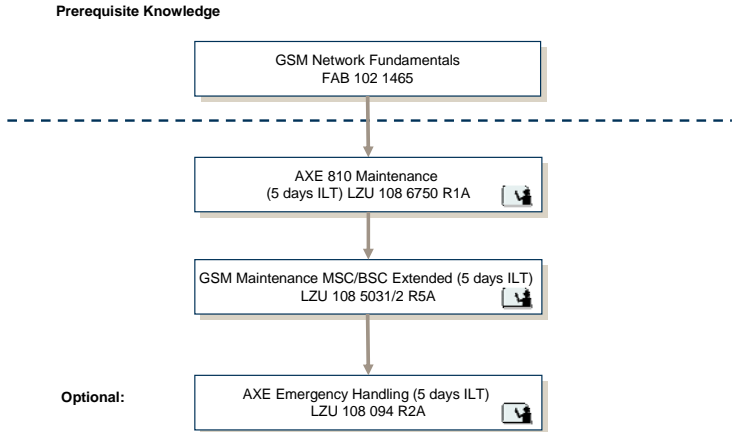 Prerequisite Knowledge
GSM Network Fundamentals
FAB 102 1465
AXE 810 Maintenance
(5 days ILT) LZU 108 6750 R1A
GSM Maintenance MSC/BSC Extended (5 days ILT)
LZU 108 5031/2 R5A
Optional:
AXE Emergency Handling (5 days ILT)
LZU 108 094 R2A